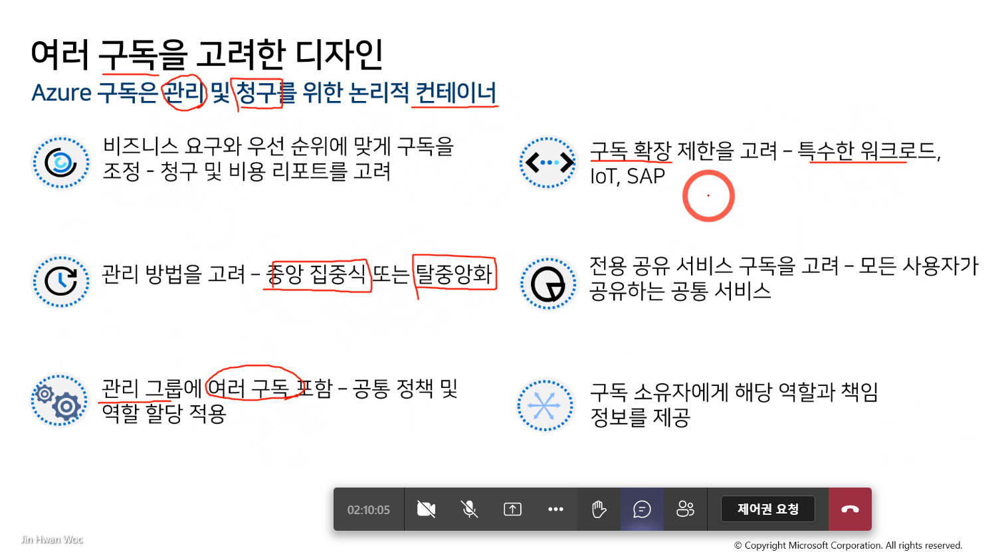 여러 구독을 고려한 디자인
Azure 구독은 관리 및 청구를 위한 논리적 컨테이너
비즈니스 요구와 우선 순위에 맞게 구독을
조정 - 청구 및 비용 리포트를 고려
관리 방법을 고려 – 중앙 집중식 또는 탈중앙화
관리 그룹에 여러 구독 포함 – 공통 정책 및
역할 할당 적용
구독 확장 제한을 고려 – 특수한 워크로드,
IoT, SAP
전용 공유 서비스 구독을 고려 – 모든 사용자가
공유하는 공통 서비스
구독 소유자에게 해당 역할과 책임
정보를 제공
02:10:05
제어권 요청
Jin Hwan Woo
© Copyright Microsoft Corporation. All rights reserved.